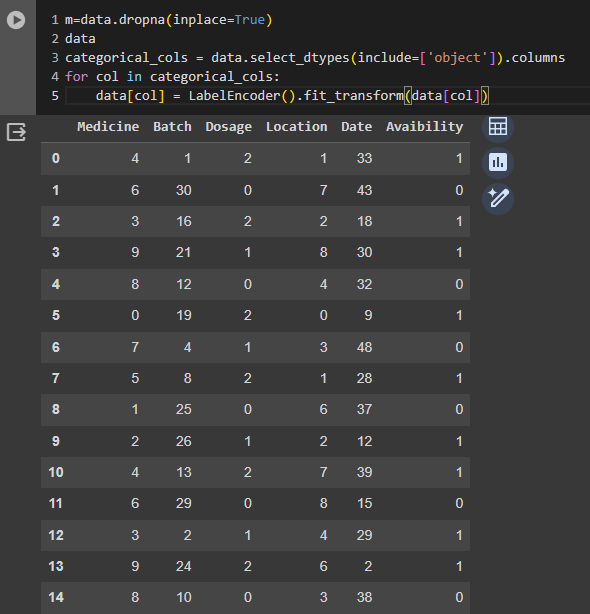 1 m=data.dropna(inplace=True)
2 data
3 categorical_cols = data.select_dtypes(include=['object']).columns
4 for col in categorical_cols:
5     data[col] = LabelEncoder().fit_transform(data[col])
Medicine Batch Dosage Location Date Avaibility
0 4 1 2 1 33 1
1 6 30 0 7 43 0
2 3 16 2 2 18 1
3 9 21 1 8 30 1
4 8 12 0 4 32 0
5 0 19 2 0 9 1
6 7 4 1 3 48 0
7 5 8 2 1 28 1
8 1 25 0 6 37 0
9 2 26 1 2 12 1
10 4 13 2 7 39 1
11 6 29 0 8 15 0
12 3 2 1 4 29 1
13 9 24 2 6 2 1
14 8 10 0 3 38 0